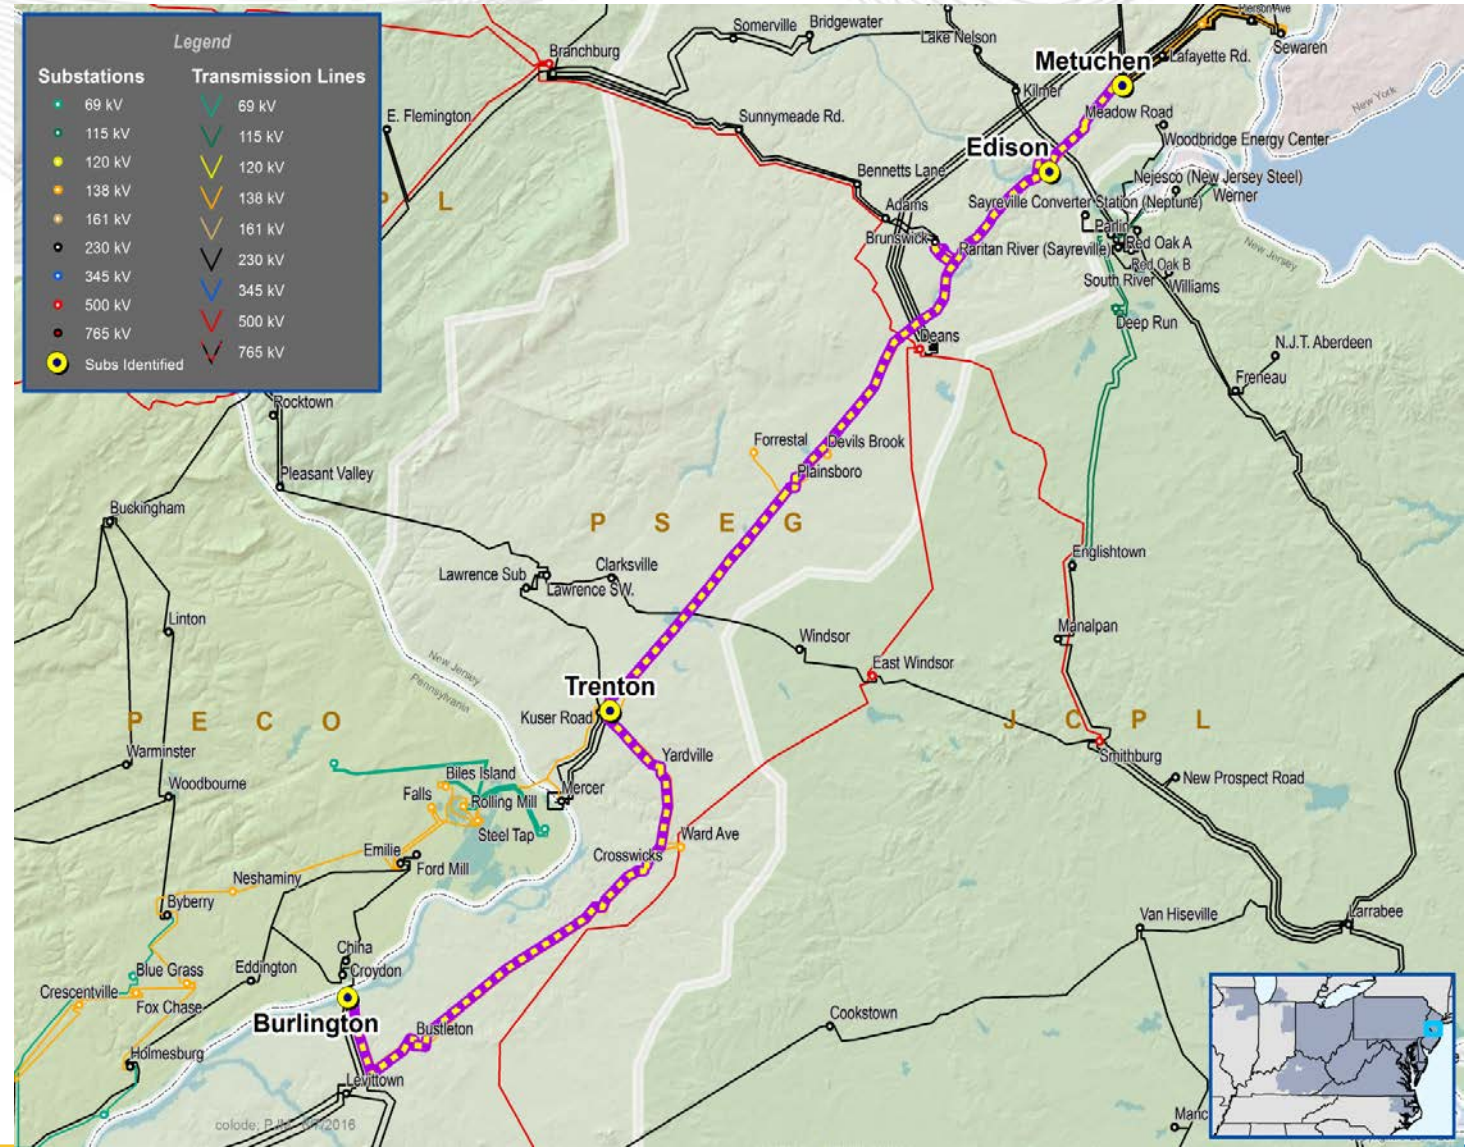 Legend
Substations
Transmission Lines
69 kV
69 kV
115 kV
115 kV
120 kV
120 kV
138 kV
138 kV
161 kV
161 kV
230 kV
230 kV
345 kV
345 kV
500 kV
500 kV
765 kV
765 kV
Subs Identified
Somerville
Bridgewater
Lake Nelson
Sewaren
Branchburg
Metuchen
Lafayette Rd.
Kilmer
New York
E. Flemington
Sunnymeade Rd.
Meadow Road
Edison
Woodbridge Energy Center
Bennetts Lane
Nejesco (New Jersey Steel)
Werner
P L
Adams
Sayreville Converter Station (Neptune)
Parlin
Brunswick
Raritan River (Sayreville)
Red Oak A
New Jersey
Red Oak B
South River
Williams
Deep Run
Deans
N.J.T. Aberdeen
Freneau
Rocktown
Forrestal
Devils Brook
Plainsboro
Pleasant Valley
Buckingham
P S E G
Englishtown
Lawrence Sub
Clarksville
Lawrence SW.
Linton
Manalpan
Windsor
East Windsor
New Jersey
Pennsylvania
Trenton
Kuser Road
P E C O
J C P L
Warminster
Yardville
Smithburg
Woodbourne
Biles Island
Mercer
New Prospect Road
Falls
Rolling Mill
Steel Tap
Ward Ave
Emilie
Crosswicks
Ford Mill
Neshaminy
Byberry
Van Hiseville
Larrabee
China
Blue Grass
Eddington
Croydon
Crescentville
Fox Chase
Burlington
Bustleton
Cookstown
Holmesburg
Levittown
Manc